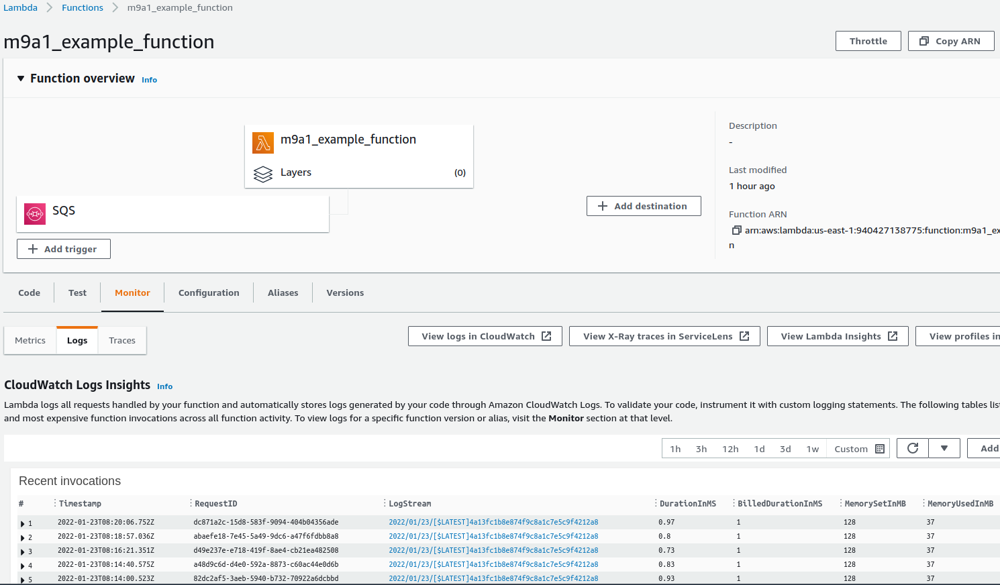 Lambda > Functions > m9a1_example_function
m9a1_example_function
Throttle
Copy ARN
Function overview Info
m9a1_example_function
Layers (0)
SQS
+ Add trigger
+ Add destination
Description
-
Last modified
1 hour ago
Function ARN
arn:aws:lambda:us-east-1:940427138775:function:m9a1_ex
n
Code Test Monitor Configuration Aliases Versions
Metrics Logs Traces
View logs in CloudWatch View X-Ray traces in ServiceLens View Lambda Insights View profiles in
CloudWatch Logs Insights Info
Lambda logs all requests handled by your function and automatically stores logs generated by your code through Amazon CloudWatch Logs. To validate your code, instrument it with custom logging statements. The following tables lis
and most expensive function invocations across all function activity. To view logs for a specific function version or alias, visit the Monitor section at that level.
1h 3h 12h 1d 3d 1w Custom Add
Recent invocations
# Timestamp RequestID LogStream DurationInMS BilledDurationInMS MemorySetInMB MemoryUsedInMB
1 2022-01-23T08:20:06.752Z dc871a2c-15d8-583f-9094-404b04356ade 2022/01/23/[$LATEST]4a13fc1b8e874f9c8a1c7e5c9f4212a8 0.97 1 128 37
2 2022-01-23T08:18:57.036Z abaefe18-7e45-5a49-9dc6-a47f6fdbb8a8 2022/01/23/[$LATEST]4a13fc1b8e874f9c8a1c7e5c9f4212a8 0.8 1 128 37
3 2022-01-23T08:16:21.351Z d49e237e-e718-419f-8ae4-cb21ea482508 2022/01/23/[$LATEST]4a13fc1b8e874f9c8a1c7e5c9f4212a8 0.73 1 128 37
4 2022-01-23T08:14:40.575Z a48d9c6d-d4e0-592a-8873-c60ac44e0d6b 2022/01/23/[$LATEST]4a13fc1b8e874f9c8a1c7e5c9f4212a8 0.83 1 128 37
5 2022-01-23T08:14:00.523Z 82dc2af5-3aeb-5940-b732-70922a6dcbbd 2022/01/23/[$LATEST]4a13fc1b8e874f9c8a1c7e5c9f4212a8 0.93 1 128 37